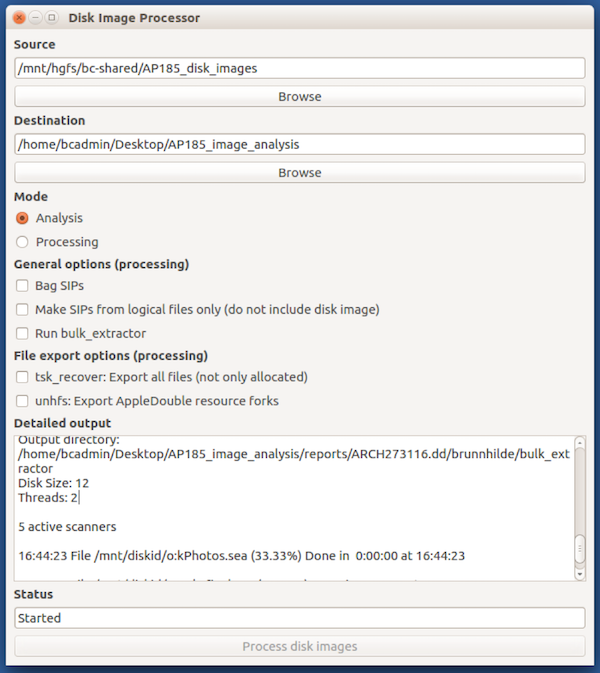 Disk Image Processor
Source
/mnt/hgfs/bc-shared/AP185_disk_images
Browse
Destination
/home/bcadmin/Desktop/AP185_image_analysis
Browse
Mode
Analysis
Processing
General options (processing)
Bag SIPs
Make SIPs from logical files only (do not include disk image)
Run bulk_extractor
File export options (processing)
tsk_recover: Export all files (not only allocated)
unhfs: Export AppleDouble resource forks
Detailed output
Output directory:
/home/bcadmin/Desktop/AP185_image_analysis/reports/ARCH273116.dd/brunnhilde/bulk_ext
ractor
Disk Size: 12
Threads: 2
5 active scanners
16:44:23 File /mnt/diskid/o:kPhotos.sea (33.33%) Done in  0:00:00 at 16:44:23
Status
Started
Process disk images